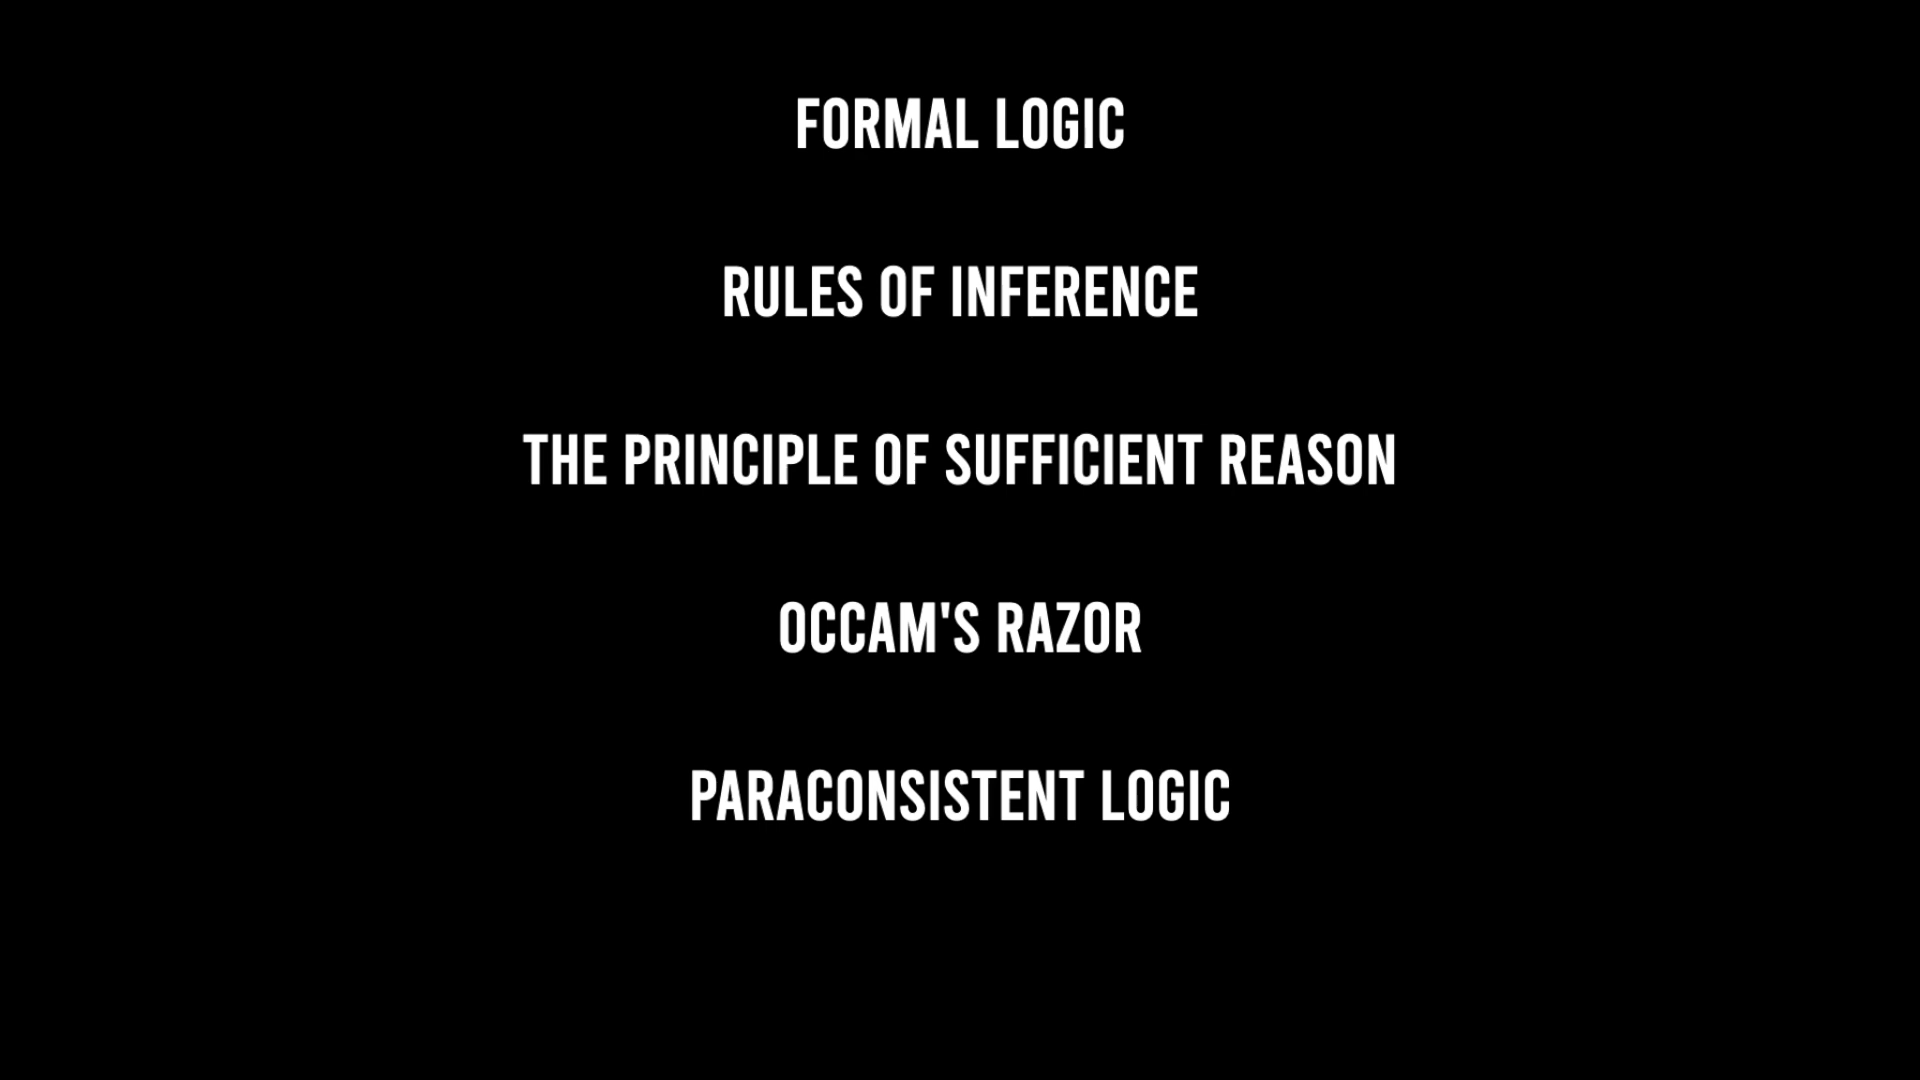 FORMAL LOGIC
RULES OF INFERENCE
THE PRINCIPLE OF SUFFICIENT REASON
OCCAM'S RAZOR
PARACONSISTENT LOGIC